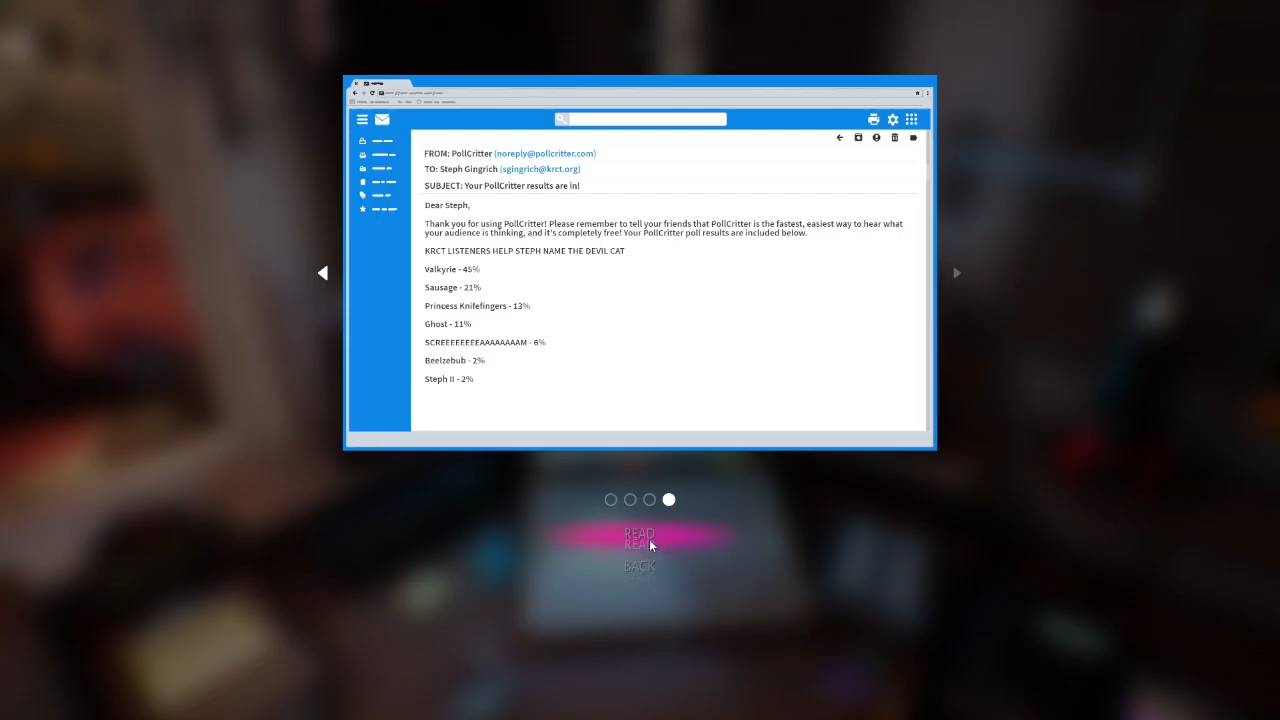 FROM: PollCritter (noreply@pollcritter.com)
TO: Steph Gingrich (sgingrich@krct.org)
SUBJECT: Your PollCritter results are in!
Dear Steph,
Thank you for using PollCritter! Please remember to tell your friends that PollCritter is the fastest, easiest way to hear what
your audience is thinking, and it's completely free! Your PollCritter poll results are included below.
KRCT LISTENERS HELP STEPH NAME THE DEVIL CAT
Valkyrie - 45%
Sausage - 21%
Princess Knifefingers - 13%
Ghost - 11%
SCREEEEEEEAAAAAAAM - 6%
Beelzebub - 2%
Steph II - 2%
READ
BACK